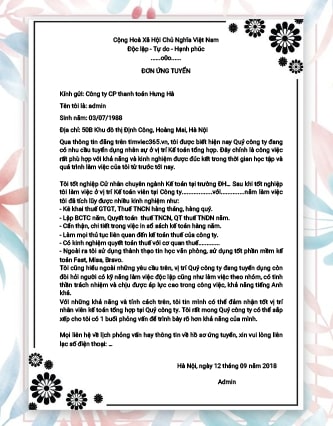 Cộng Hoà Xã Hội Chủ Nghĩa Việt Nam
Độc lập - Tự do - Hạnh phúc
......o0o......
ĐƠN ỨNG TUYỂN
Kính gửi: Công ty CP thanh toán Hưng Hà
Tên tôi là: admin
Sinh năm: 03/07/1988
Địa chỉ: 50B Khu đô thị Định Công, Hoàng Mai, Hà Nội
Qua thông tin đăng trên timviec365.vn, tôi được biết hiện nay Quý công ty đang
có nhu cầu tuyển dụng nhân sự ở vị trí Kế toán tổng hợp. Đây chính là công việc
rất phù hợp với khả năng và kinh nghiệm được đúc kết trong thời gian học tập và
quá trình làm việc của tôi từ trước tới nay.
Tôi tốt nghiệp Cử nhân chuyên ngành Kế toán tại trường ĐH... Sau khi tốt nghiệp
tôi làm việc ở vị trí Kế toán viên tại Công ty..................với..........năm làm việc
tôi đã tích lũy được nhiều kinh nghiệm như:
- Kê khai thuế GTGT, Thuế TNCN hàng tháng, hàng quý.
- Lập BCTC năm, Quyết toán thuế TNCN, QT thuế TNDN năm.
- Cẩn thận, chi tiết trong việc in sổ sách kế toán hàng năm.
- Làm mọi thủ tục liên quan đến kế toán thuế của công ty.
- Có kinh nghiệm quyết toán thuế với cơ quan thuế.............
- Ngoài ra tôi sử dụng thành thạo tin học văn phòng, sử dụng tốt phần mềm kế
toán Fast, Misa, Bravo.
Tôi cũng hiểu ngoài những yêu cầu trên, vị trí Quý công ty đang tuyển dụng còn
đòi hỏi người có kỹ năng làm việc độc lập cũng như làm việc theo nhóm, có tinh
thần trách nhiệm và chịu được áp lực cao trong công việc, khả năng tiếng Anh
khá.
Với những khả năng và tính cách trên, tôi tin mình có thể đảm nhận tốt vị trí
nhân viên kế toán tổng hợp tại Quý công ty. Tôi rất mong Quý công ty có thể sắp
xếp cho tôi có 1 buổi phỏng vấn để trình bày rõ hơn khả năng của mình.
Mọi liên hệ về lịch phỏng vấn hay thông tin về hồ sơ ứng tuyển, xin vui lòng liên
lạc số điện thoại: ...
Hà Nội, ngày 12 tháng 09 năm 2018
Admin